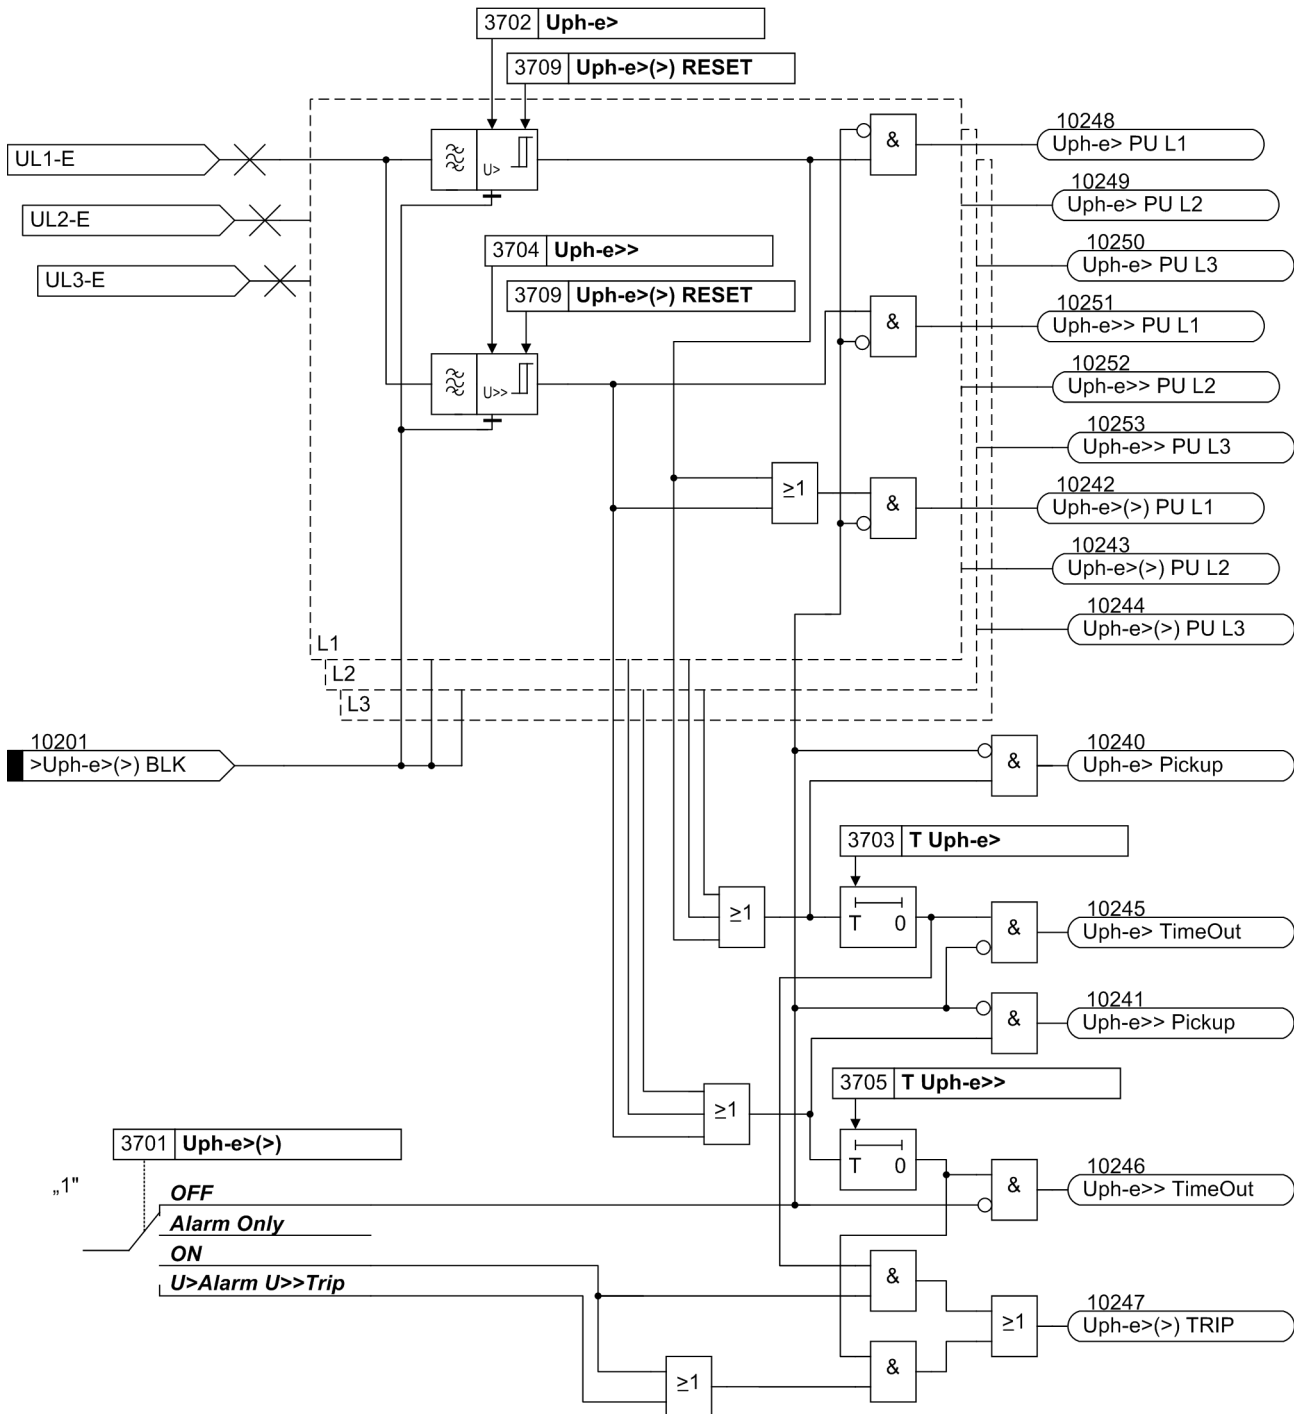 3702 Uph-e>
3709 Uph-e>(>) RESET
10248
UL1-E
U>
&
Uph-e> PU L1
10249
UL2-E
Uph-e> PU L2
10250
3704 Uph-e>>
UL3-E
Uph-e> PU L3
3709 Uph-e>(>) RESET
10251
&
Uph-e>> PU L1
10252
U>>
Uph-e>> PU L2
10253
Uph-e>> PU L3
10242
≥1
&
Uph-e>(>) PU L1
10243
Uph-e>(>) PU L2
10244
Uph-e>(>) PU L3
L1
L2
L3
10201
>Uph-e>(>) BLK
10240
&
Uph-e> Pickup
3703 T Uph-e>
10245
≥1
T 0
&
Uph-e> TimeOut
10241
&
Uph-e>> Pickup
3705 T Uph-e>>
≥1
3701 Uph-e>(>)
T 0
10246
„1"
&
Uph-e>> TimeOut
OFF
Alarm Only
ON
&
U>Alarm U>>Trip
10247
≥1
Uph-e>(>) TRIP
&
≥1